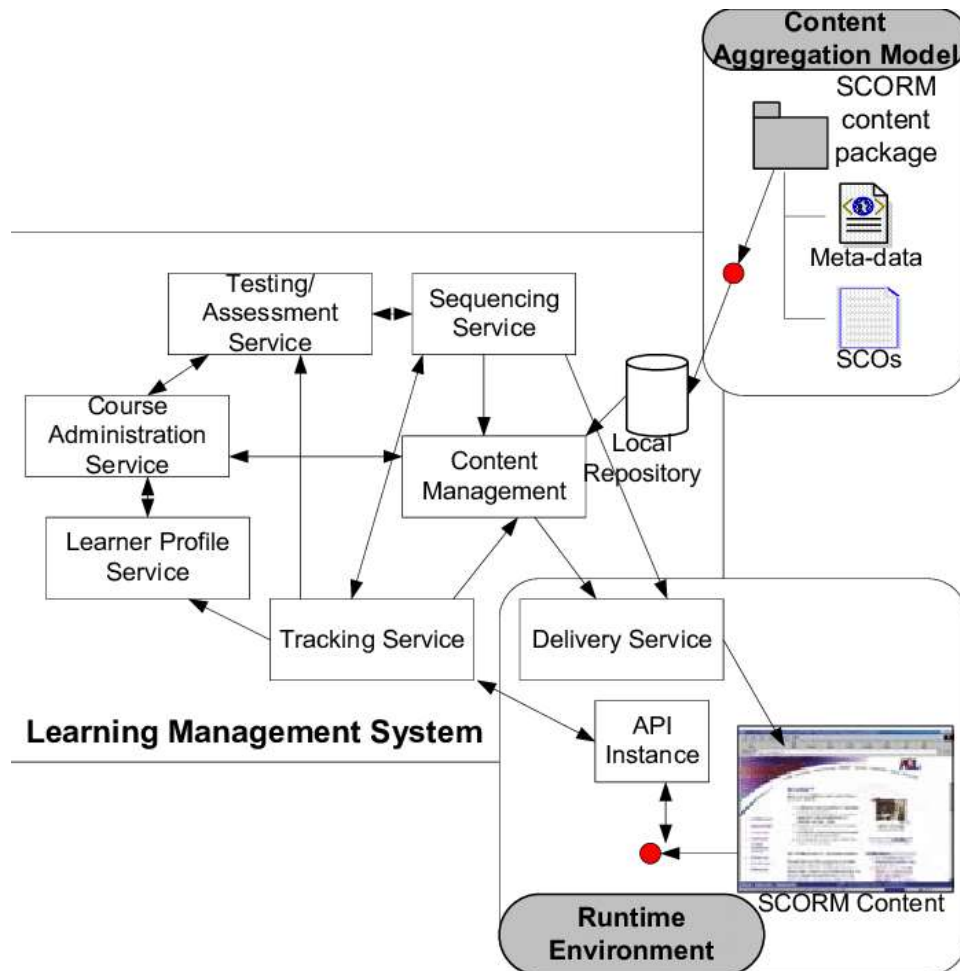 Content
Aggregation Model
SCORM
content
package
Meta-data
SCOs
Testing/
Assessment
Service
Sequencing
Service
Course
Administration
Service
Content
Management
Local
Repository
Learner Profile
Service
Tracking Service
Delivery Service
Learning Management System
API
Instance
SCORM Content
Runtime
Environment